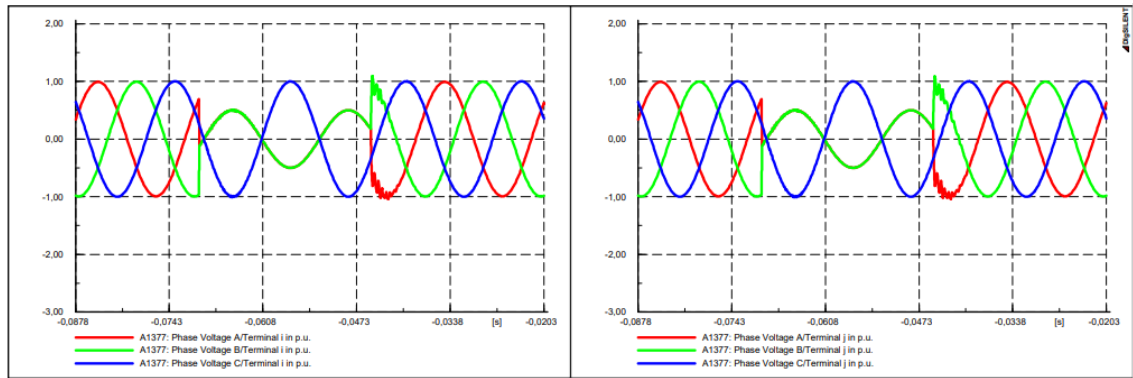 2,00
1,00
0,00
-1,00
-2,00
-3,00
-0,0878 -0,0743 -0,0608 -0,0473 -0,0338 [s] -0,0203
A1377: Phase Voltage A/Terminal i in p.u.
A1377: Phase Voltage B/Terminal i in p.u.
A1377: Phase Voltage C/Terminal i in p.u.
2,00
1,00
0,00
-1,00
-2,00
-3,00
-0,0878 -0,0743 -0,0608 -0,0473 -0,0338 [s] -0,0203
A1377: Phase Voltage A/Terminal j in p.u.
A1377: Phase Voltage B/Terminal j in p.u.
A1377: Phase Voltage C/Terminal j in p.u.
DIgSILENT